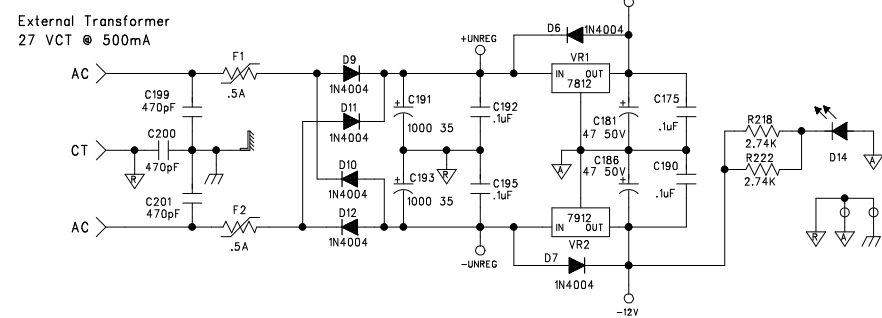 External Transformer
27 VCT @ 500mA
AC
F1
.5A
C199
470pF
CT
C200
470pF
R
C201
470pF
AC
F2
.5A
D9
1N4004
D11
1N4004
D10
1N4004
D12
1N4004
+
C191
1000 35
R
+
C193
1000 35
+UNREG
C192
.1uF
C195
.1uF
-UNREG
D6
1N4004
VR1
IN OUT
7812
A
7912
IN OUT
VR2
D7
1N4004
+
C181
47 50V
C186
47 50V
+
C175
.1uF
C190
.1uF
-12V
R218
2.74K
R222
2.74K
D14
A
R
A